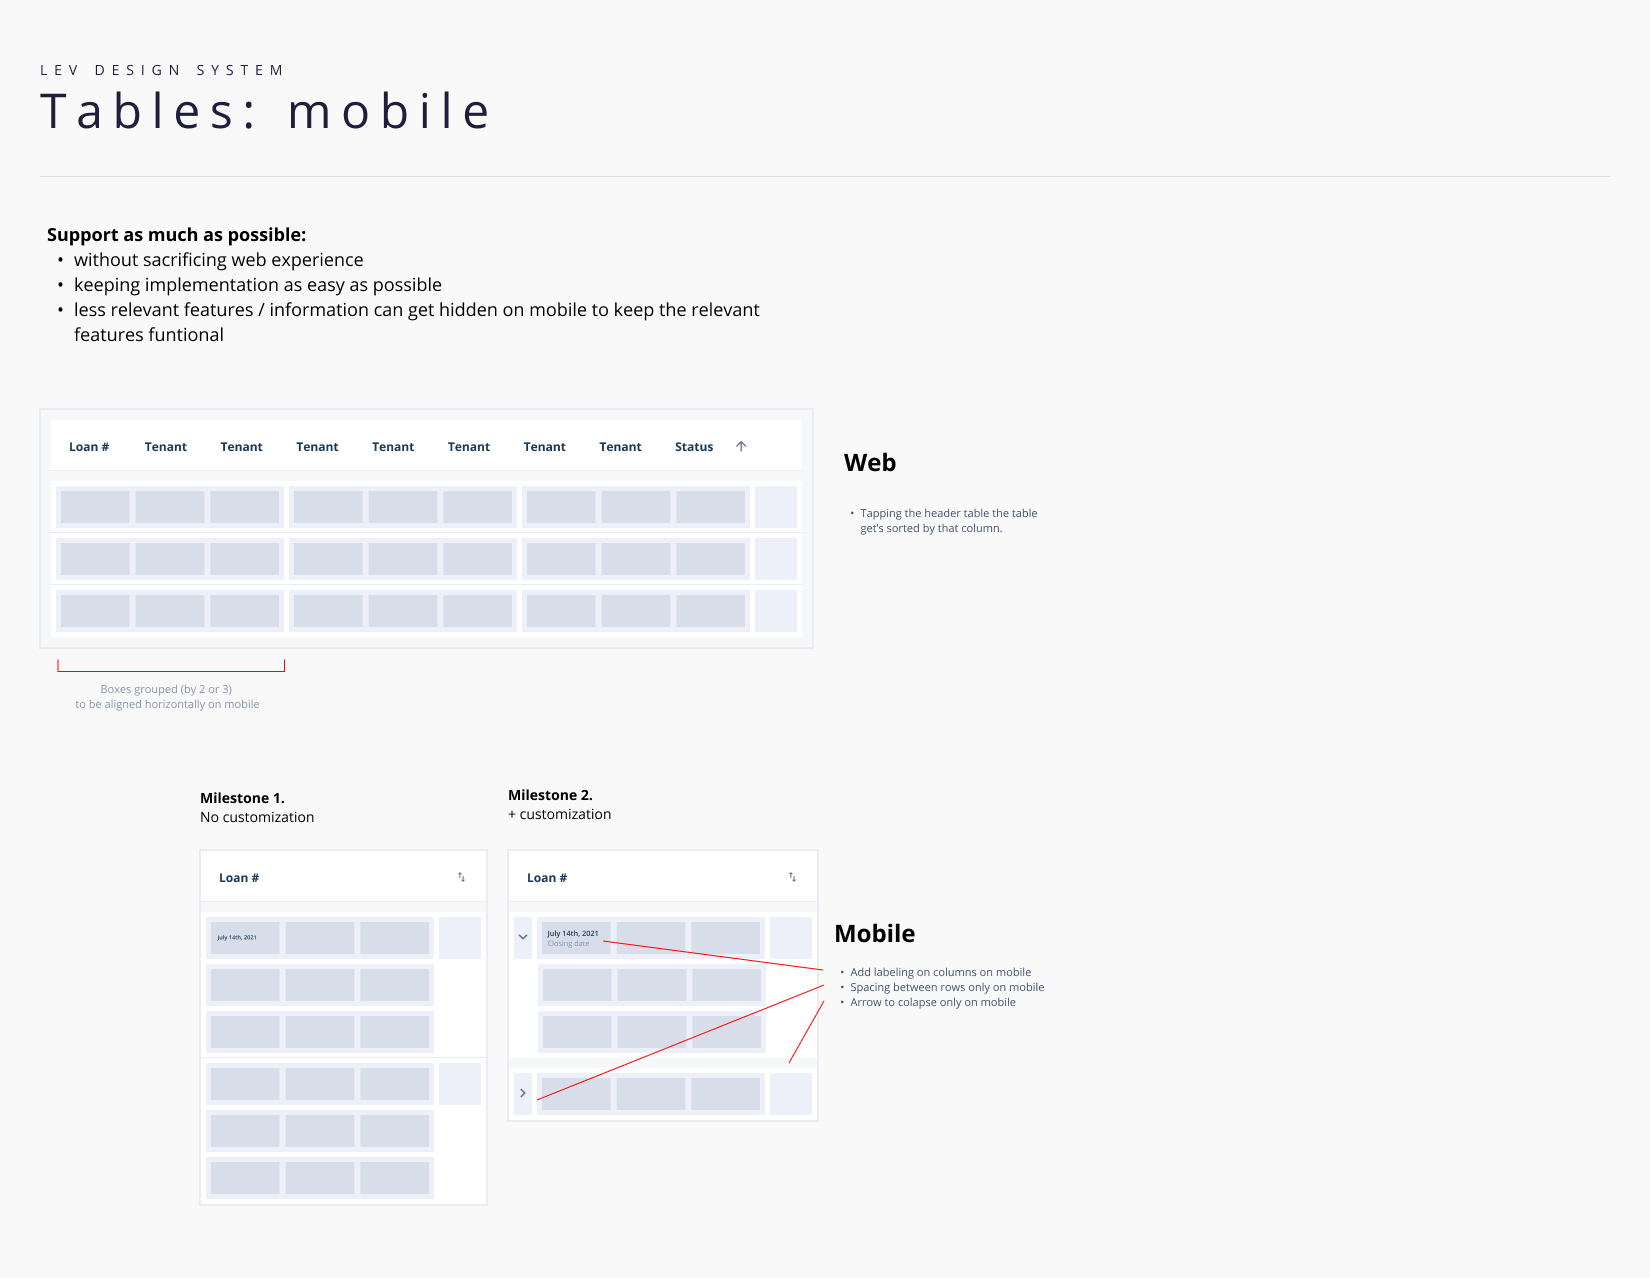 LEV DESIGN SYSTEM
Tables: mobile
Support as much as possible:
• without sacrificing web experience
• keeping implementation as easy as possible
• less relevant features / information can get hidden on mobile to keep the relevant
features funtional
Loan # Tenant Tenant Tenant Tenant Tenant Tenant Tenant Status
Web
• Tapping the header table the table
get's sorted by that column.
Boxes grouped (by 2 or 3)
to be aligned horizontally on mobile
Milestone 1.
No customization
Milestone 2.
+ customization
Loan #
July 14th, 2021
Loan #
July 14th, 2021
Closing date
Mobile
• Add labeling on columns on mobile
• Spacing between rows only on mobile
• Arrow to colapse only on mobile